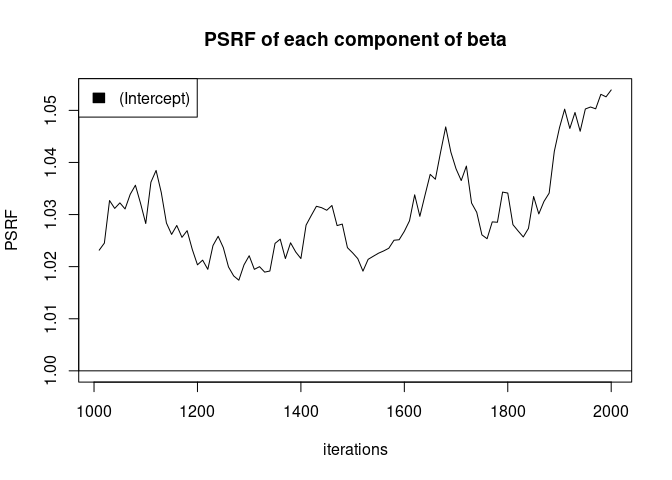 PSRF of each component of beta
(Intercept)
PSRF
1.05
1.04
1.03
1.02
1.01
1.00
1000 1200 1400 1600 1800 2000
iterations